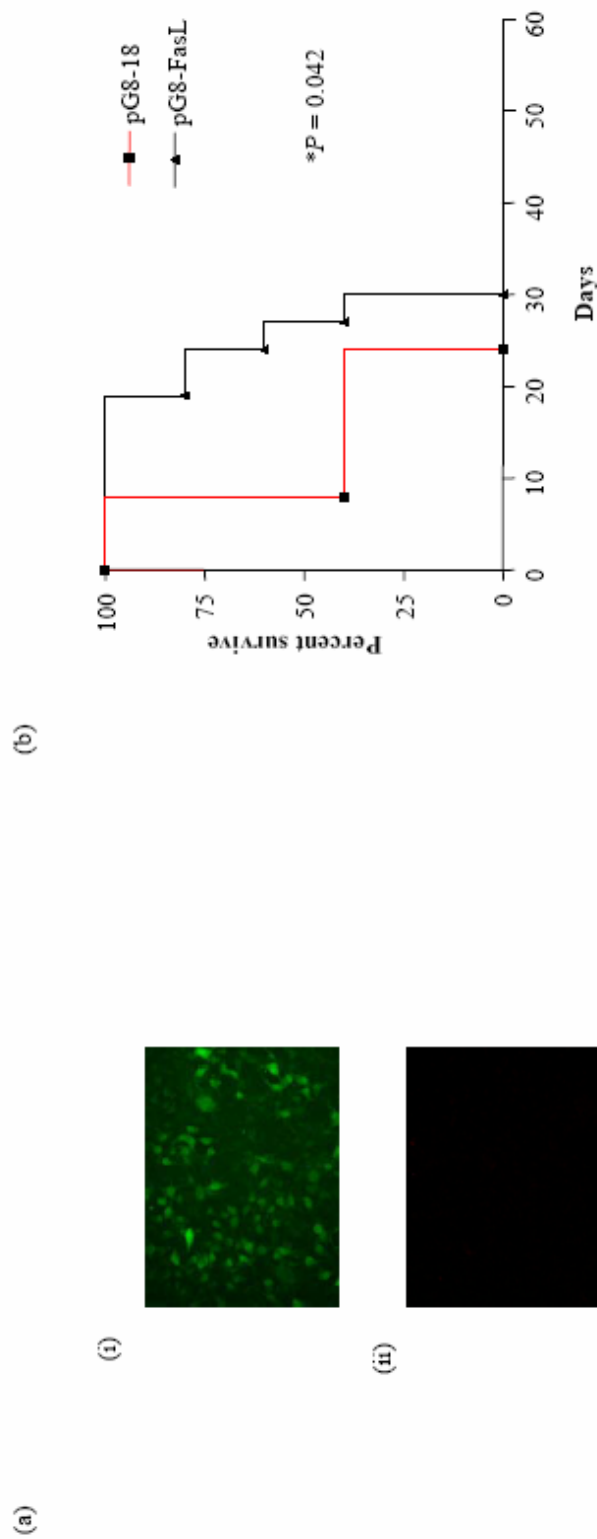 (a)
(i)
(ii)
(b)
Percent survive
100
75
50
25
0
0 10 20 30 40 50 60
Days
pG8-18
pG8-FasL
*P = 0.042